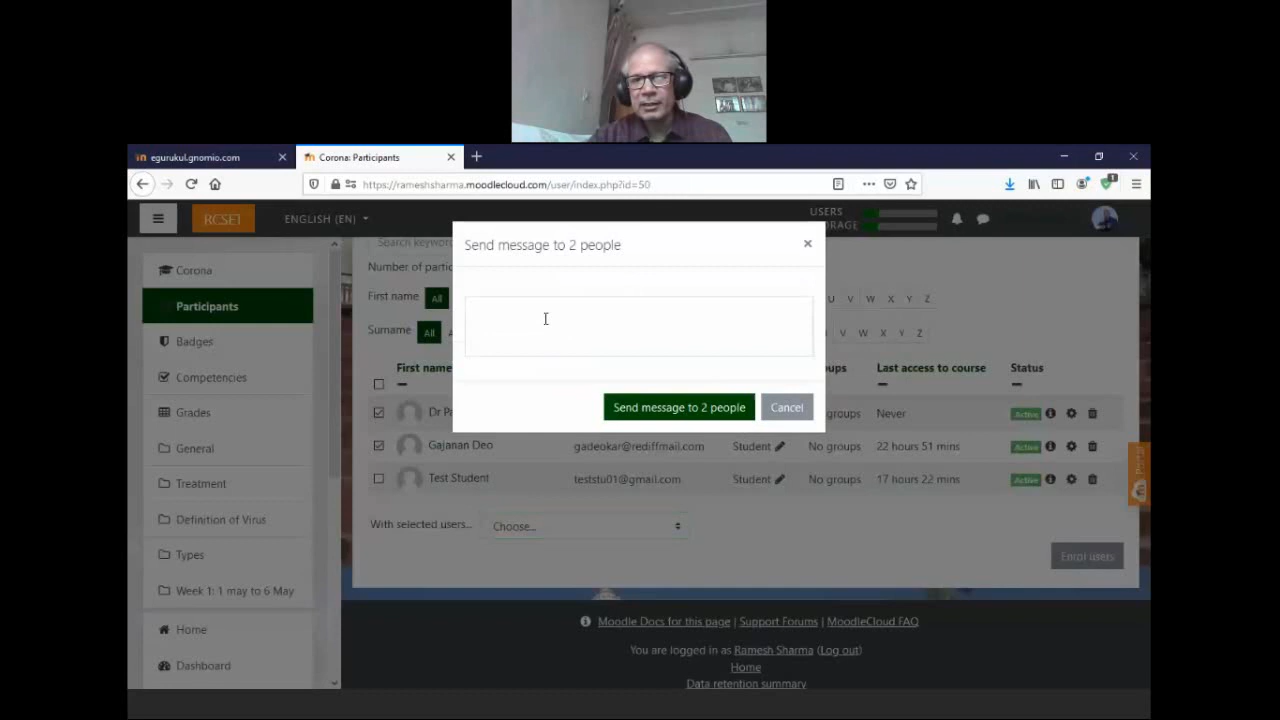 egurukul.gnomio.com
Corona: Participants
https://rameshsharma.moodlecloud.com/user/index.php?id=50
1
RCSET
ENGLISH (EN)
USERS
STORAGE
Corona
Participants
Badges
Competencies
Grades
General
Treatment
Definition of Virus
Types
Week 1: 1 may to 6 May
Home
Dashboard
Search keywor
Number of partic
First name All
U V W X Y Z
Surname All
V W X Y Z
Send message to 2 people
×
Send message to 2 people
Cancel
First name
Last access to course
Status
Dr Pa
No groups
Never
Active
Gajanan Deo
gadeokar@rediffmail.com
Student
No groups
22 hours 51 mins
Active
Test Student
teststu01@gmail.com
Student
No groups
17 hours 22 mins
Active
With selected users...
Choose...
Enrol users
Moodle Docs for this page | Support Forums | MoodleCloud FAQ
You are logged in as Ramesh Sharma (Log out)
Home
Data retention summary